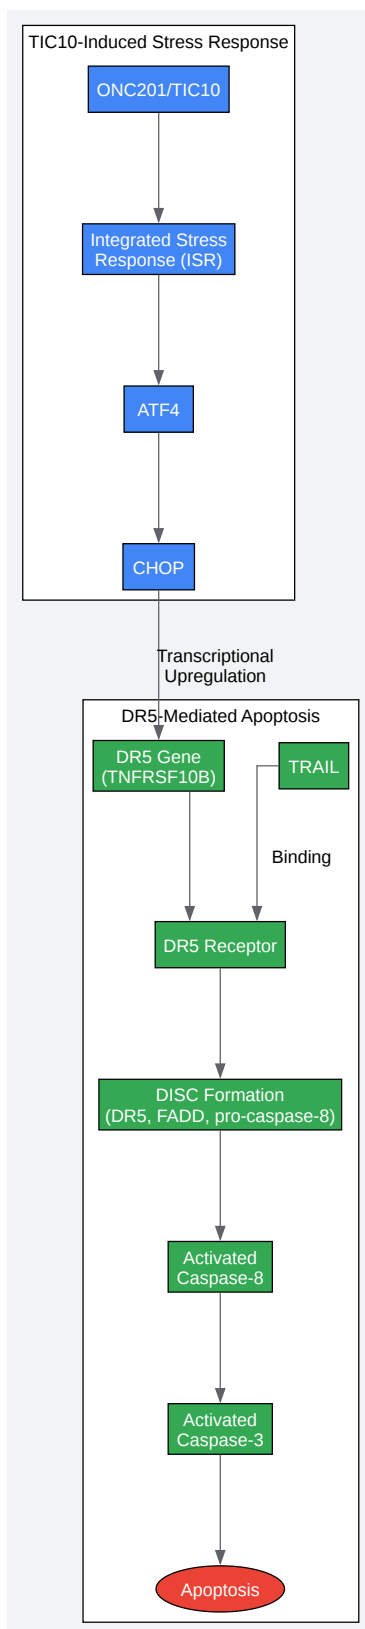 TIC10-Induced Stress Response
ONC201/TIC10
Integrated Stress
Response (ISR)
ATF4
CHOP
Transcriptional
Upregulation
DR5-Mediated Apoptosis
DR5 Gene
(TNFRSF10B)
TRAIL
Binding
DR5 Receptor
DISC Formation
(DR5, FADD, pro-caspase-8)
Activated
Caspase-8
Activated
Caspase-3
Apoptosis